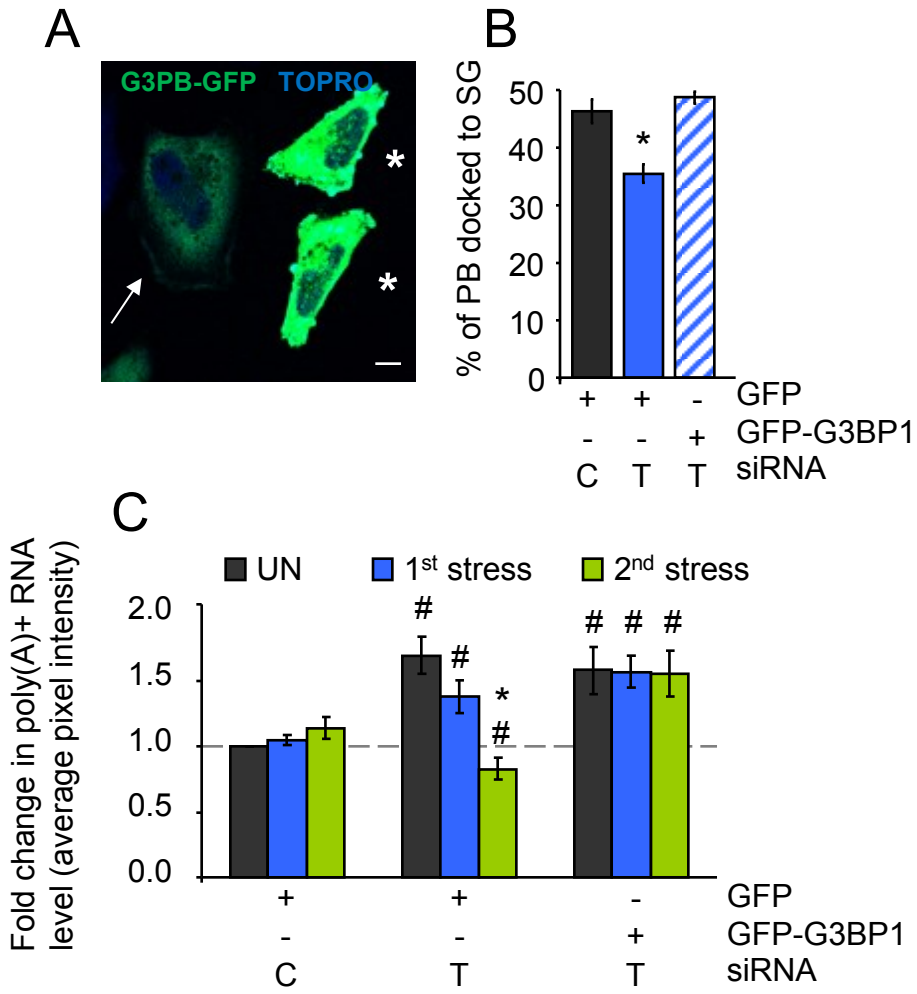 A
G3PB-GFP TOPRO
*
*
B
% of PB docked to SG
50
40
30
20
10
0
*
+ + - GFP
- - + GFP-G3BP1
C T T siRNA
C
Fold change in poly(A)+ RNA
level (average pixel intensity)
UN 1st stress 2nd stress
2.0
1.5
1.0
0.5
0.0
# # * # # # #
+ + - GFP
- - + GFP-G3BP1
C T T siRNA